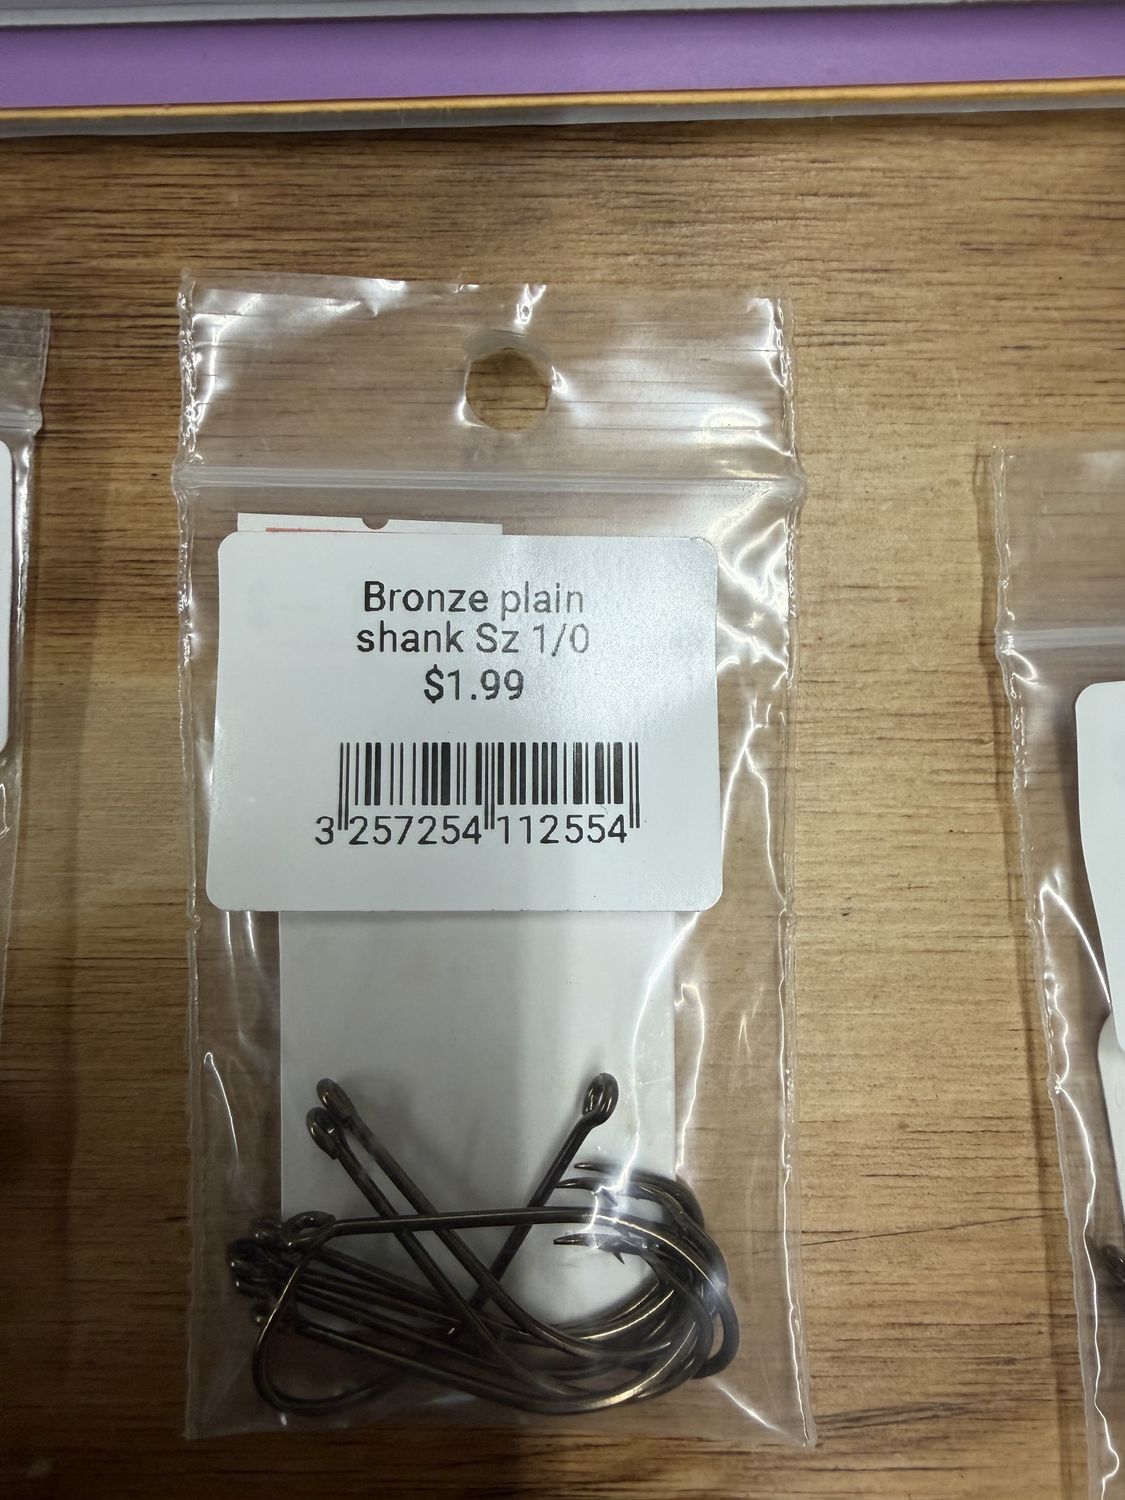 Bronze plain
shank Sz 1/0
$1.99
3 257254 112554